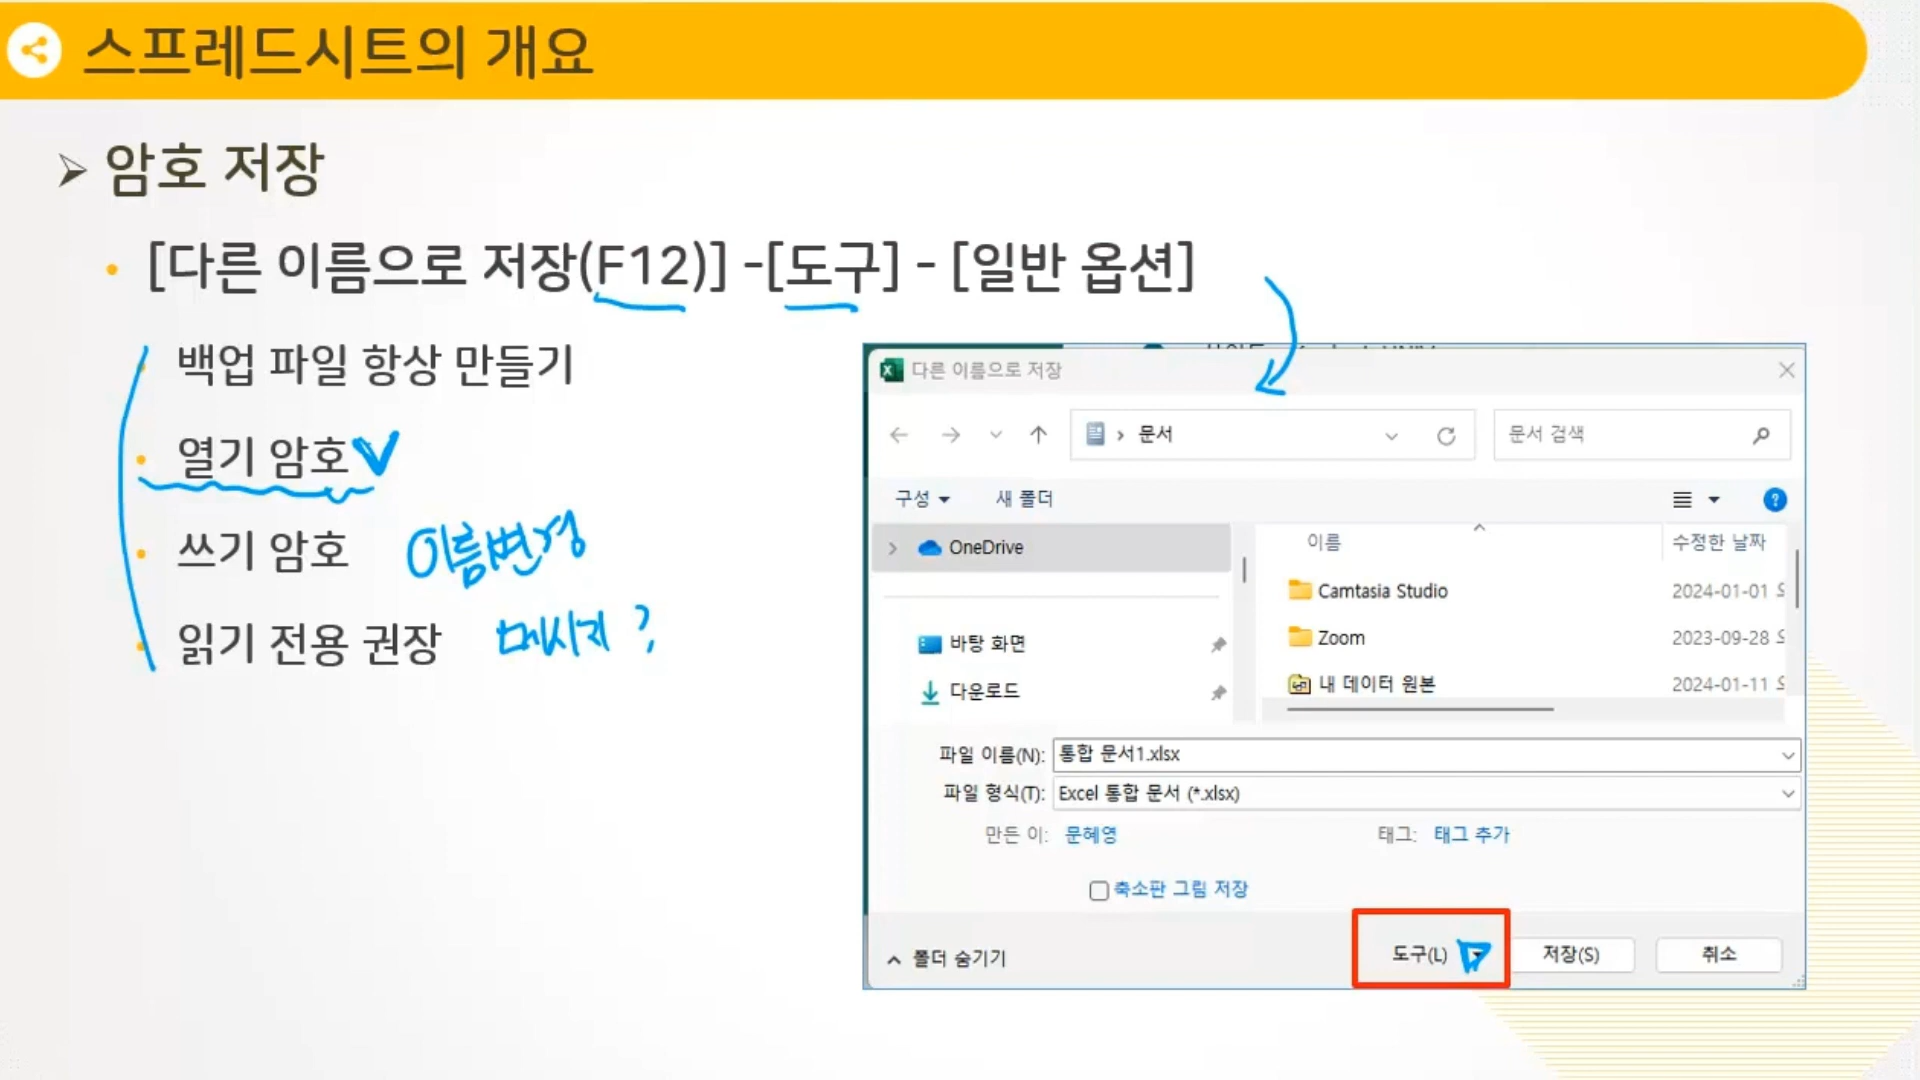 스프레드시트의 개요
암호 저장
[다른 이름으로 저장(F12)] -[도구] - [일반 옵션]
백업 파일 항상 만들기
열기 암호
쓰기 암호 이름변경
읽기 전용 권장 메시지 ?
다른 이름으로 저장
문서
문서 검색
구성
새 폴더
OneDrive
이름
수정한 날짜
Camtasia Studio 2024-01-01
바탕 화면
Zoom 2023-09-28
다운로드
내 데이터 원본 2024-01-11
파일 이름(N): 통합 문서1.xlsx
파일 형식(T): Excel 통합 문서 (*.xlsx)
만든 이: 문혜영
태그: 태그 추가
축소판 그림 저장
폴더 숨기기
도구(L)
저장(S)
취소